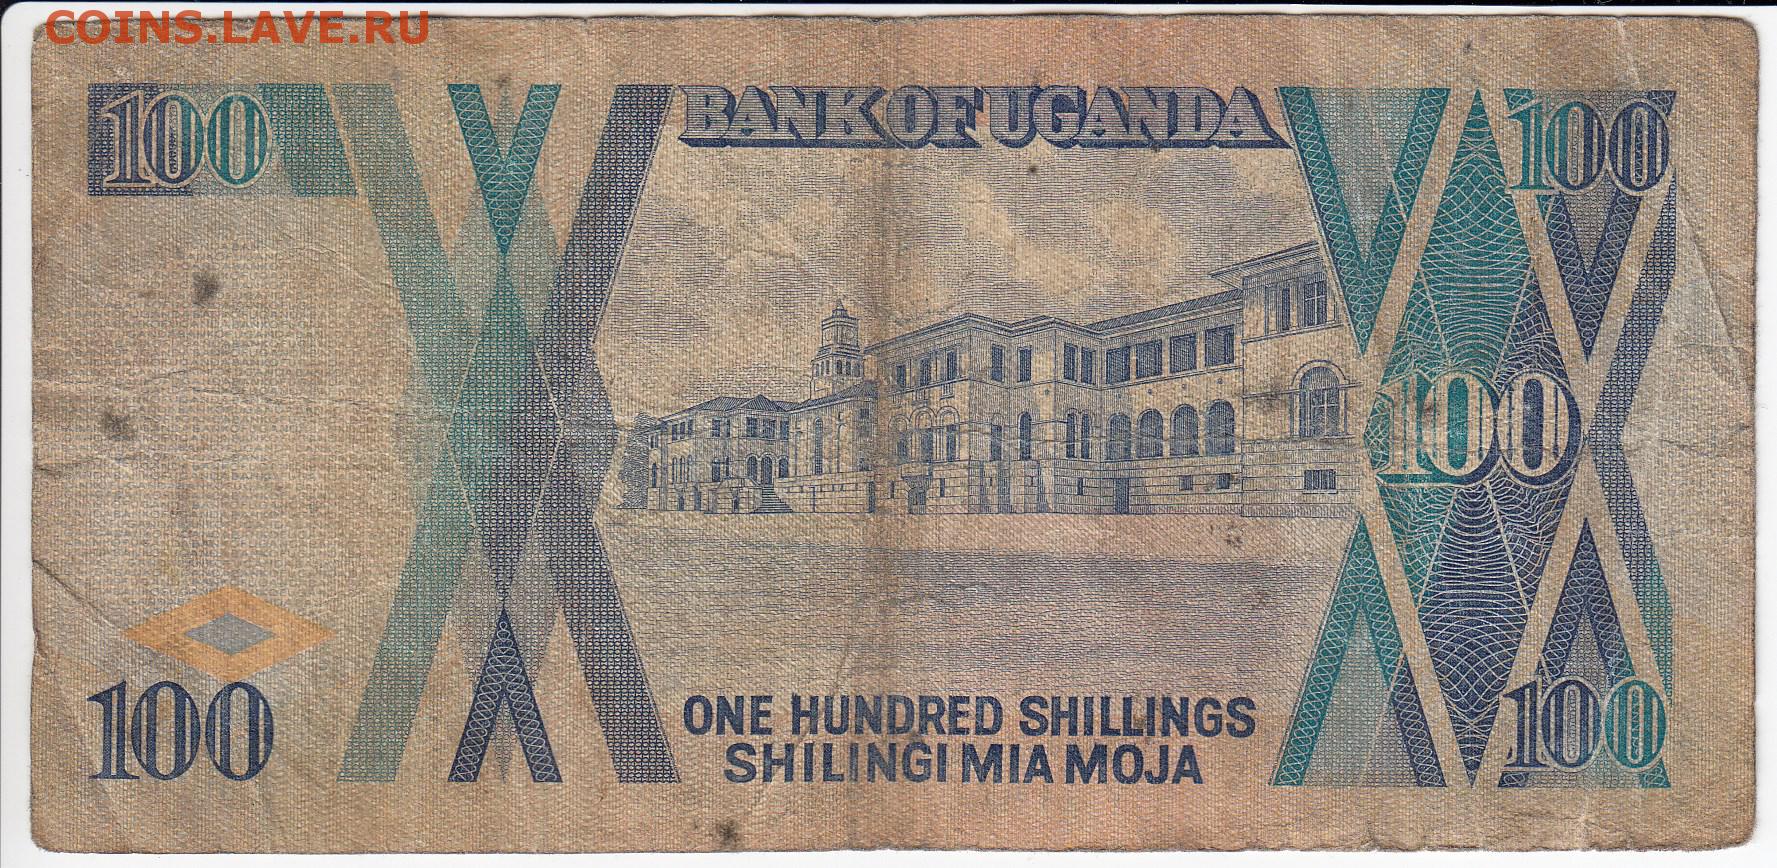 COINS.LAVE.RU
100
BANK OF UGANDA
100
100
100
ONE HUNDRED SHILLINGS
100
SHILINGI MIA MOJA